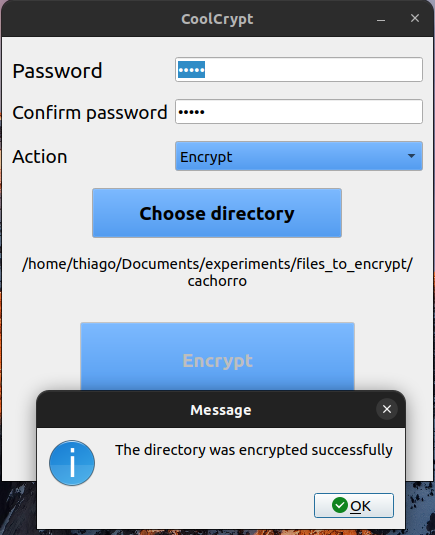 CoolCrypt
Password •••••
Confirm password •••••
Action Encrypt
Choose directory
/home/thiago/Documents/experiments/files_to_encrypt/
cachorro
Encrypt
Message
The directory was encrypted successfully
OK